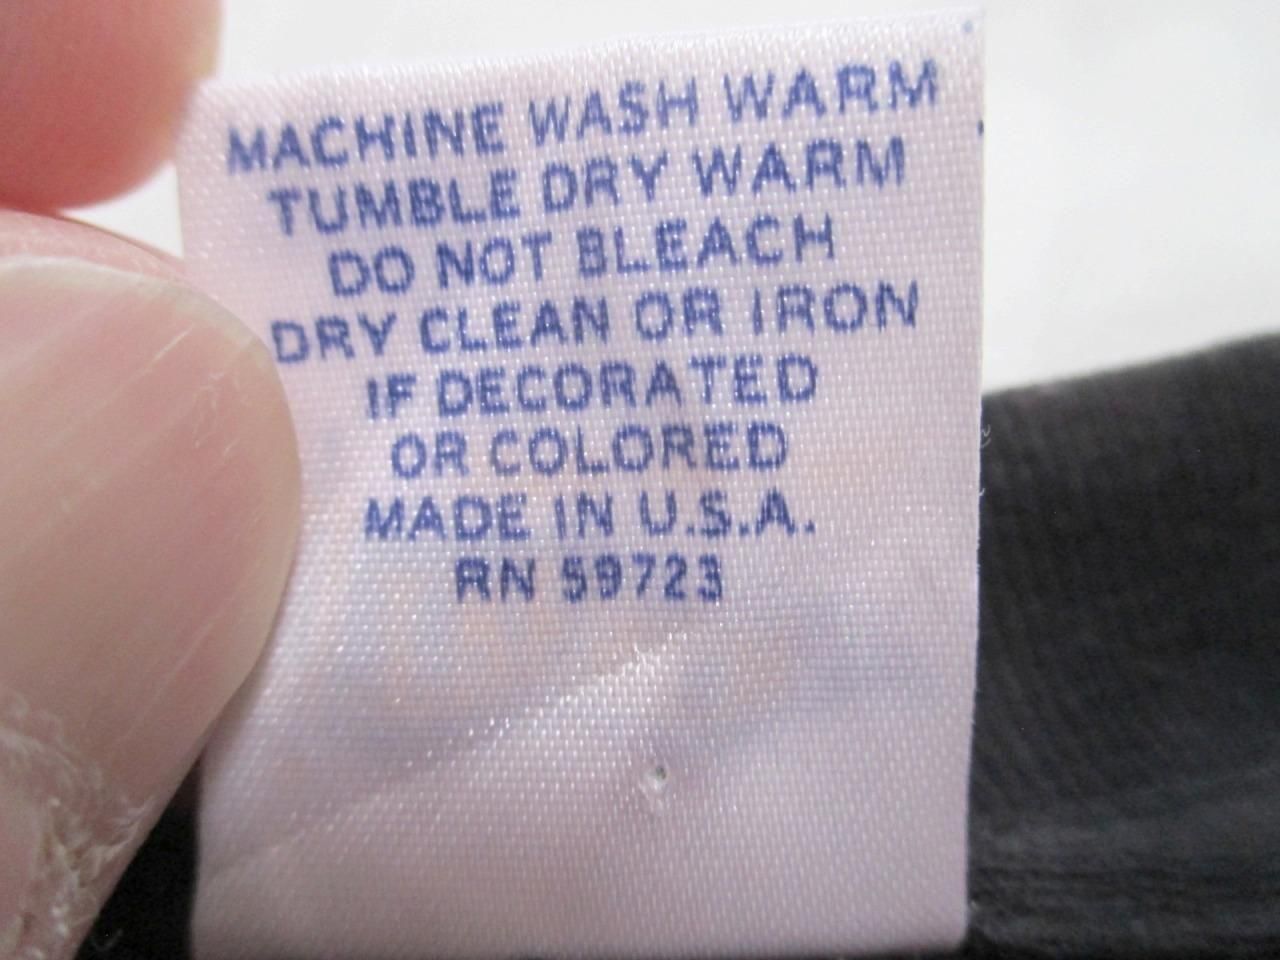 MACHINE WASH WARM
TUMBLE DRY WARM
DO NOT BLEACH
DRY CLEAN OR IRON
IF DECORATED
OR COLORED
MADE IN U.S.A.
RN 59723